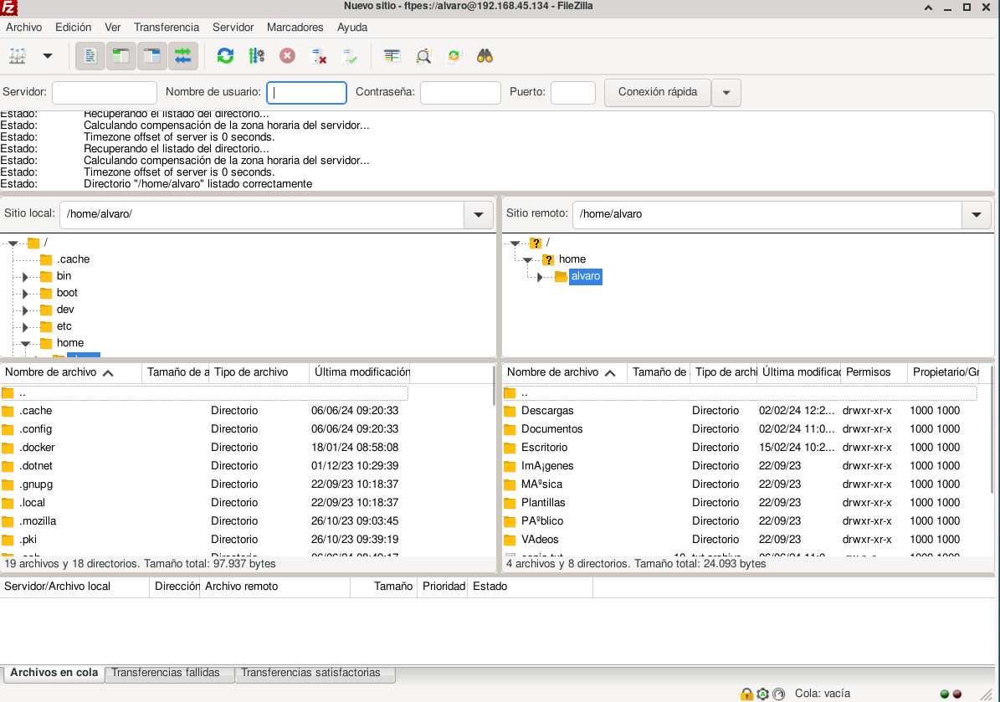 Nuevo sitio - ftpes://alvaro@192.168.45.134 - FileZilla
Archivo Edición Ver Transferencia Servidor Marcadores Ayuda
Servidor: Nombre de usuario: Contraseña: Puerto: Conexión rápida
Estado: Recuperando el listado del directorio...
Estado: Calculando compensación de la zona horaria del servidor...
Estado: Timezone offset of server is 0 seconds.
Estado: Recuperando el listado del directorio...
Estado: Calculando compensación de la zona horaria del servidor...
Estado: Timezone offset of server is 0 seconds.
Estado: Directorio "/home/alvaro" listado correctamente
Sitio local: /home/alvaro/
/
.cache
bin
boot
dev
etc
home
Nombre de archivo Tamaño de a Tipo de archivo Última modificación
..
.cache Directorio 06/06/24 09:20:33
.config Directorio 06/06/24 09:20:33
.docker Directorio 18/01/24 08:58:08
.dotnet Directorio 01/12/23 10:29:39
.gnupg Directorio 22/09/23 10:18:37
.local Directorio 22/09/23 10:18:37
.mozilla Directorio 26/10/23 09:03:45
.pki Directorio 26/10/23 09:39:19
19 archivos y 18 directorios. Tamaño total: 97.937 bytes
Sitio remoto: /home/alvaro
? /
? home
alvaro
Nombre de archivo Tamaño de Tipo de archi Última modificac Permisos Propietario/Gr
..
Descargas Directorio 02/02/24 12:2... drwxr-xr-x 1000 1000
Documentos Directorio 02/02/24 11:0... drwxr-xr-x 1000 1000
Escritorio Directorio 15/02/24 10:2... drwxr-xr-x 1000 1000
ImA¡genes Directorio 22/09/23 drwxr-xr-x 1000 1000
MAºsica Directorio 22/09/23 drwxr-xr-x 1000 1000
Plantillas Directorio 22/09/23 drwxr-xr-x 1000 1000
PAºblico Directorio 22/09/23 drwxr-xr-x 1000 1000
VAdeos Directorio 22/09/23 drwxr-xr-x 1000 1000
4 archivos y 8 directorios. Tamaño total: 24.093 bytes
Servidor/Archivo local Dirección Archivo remoto Tamaño Prioridad Estado
Archivos en cola Transferencias fallidas Transferencias satisfactorias
Cola: vacía